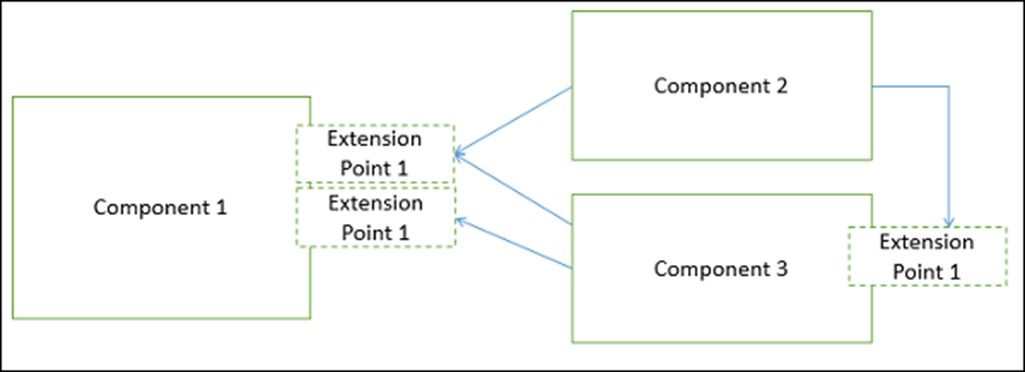 Component 1
Extension
Point 1
Extension
Point 1
Component 2
Component 3
Extension
Point 1